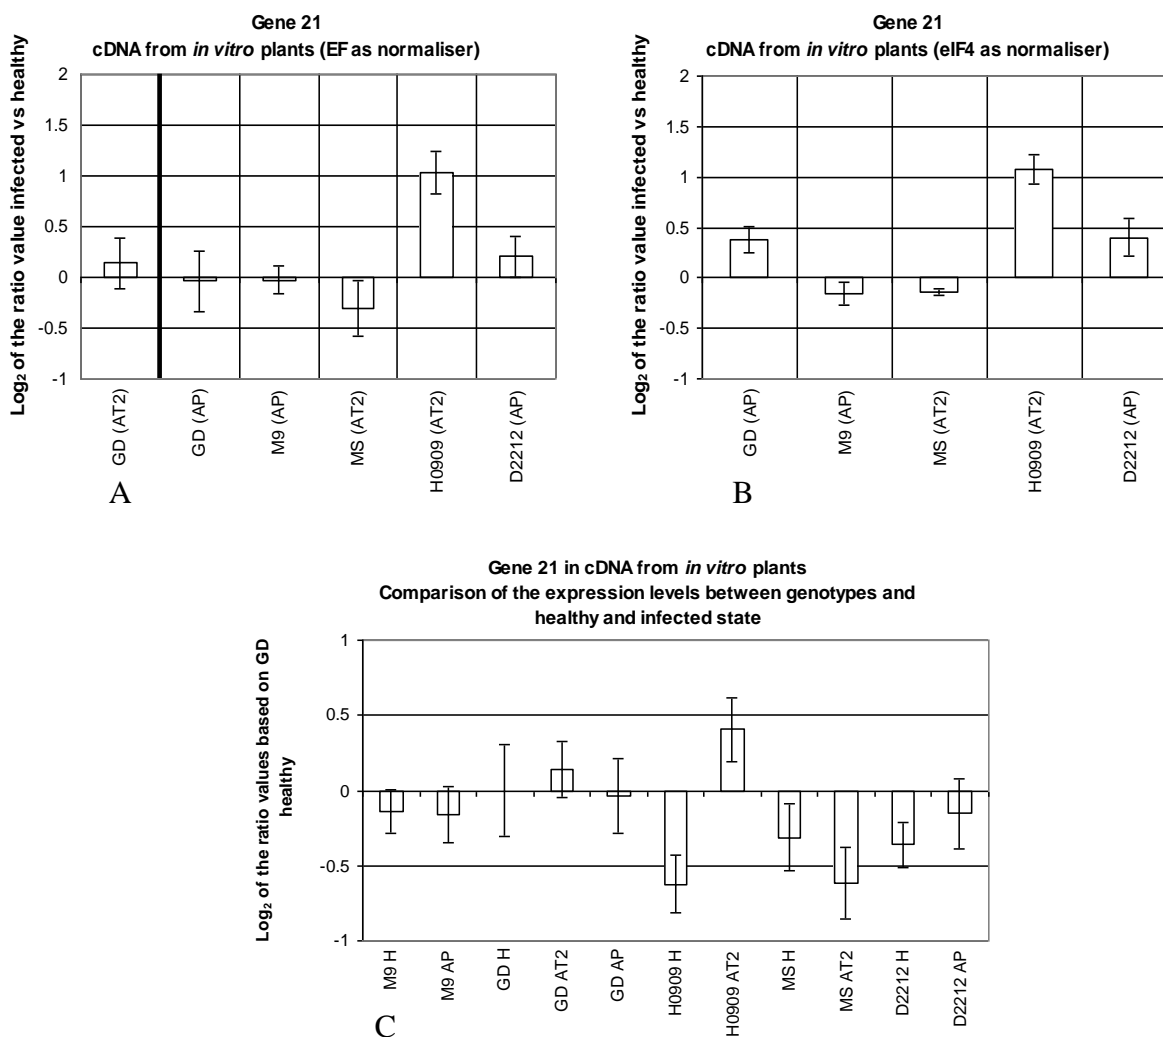 Gene 21
cDNA from in vitro plants (EF as normaliser)
Log₂ of the ratio value infected vs healthy
2
1.5
1
0.5
0
-0.5
-1
GD (AT2)
GD (AP)
M9 (AP)
MS (AT2)
H0909 (AT2)
D2212 (AP)
A
Gene 21
cDNA from in vitro plants (eIF4 as normaliser)
Log₂ of the ratio value infected vs healthy
2
1.5
1
0.5
0
-0.5
-1
GD (AP)
M9 (AP)
MS (AT2)
H0909 (AT2)
D2212 (AP)
B
Gene 21 in cDNA from in vitro plants
Comparison of the expression levels between genotypes and
healthy and infected state
Log₂ of the ratio values based on GD
healthy
1
0.5
0
-0.5
-1
M9 H
M9 AP
GD H
GD AT2
GD AP
H0909 H
H0909 AT2
MS H
MS AT2
D2212 H
D2212 AP
C